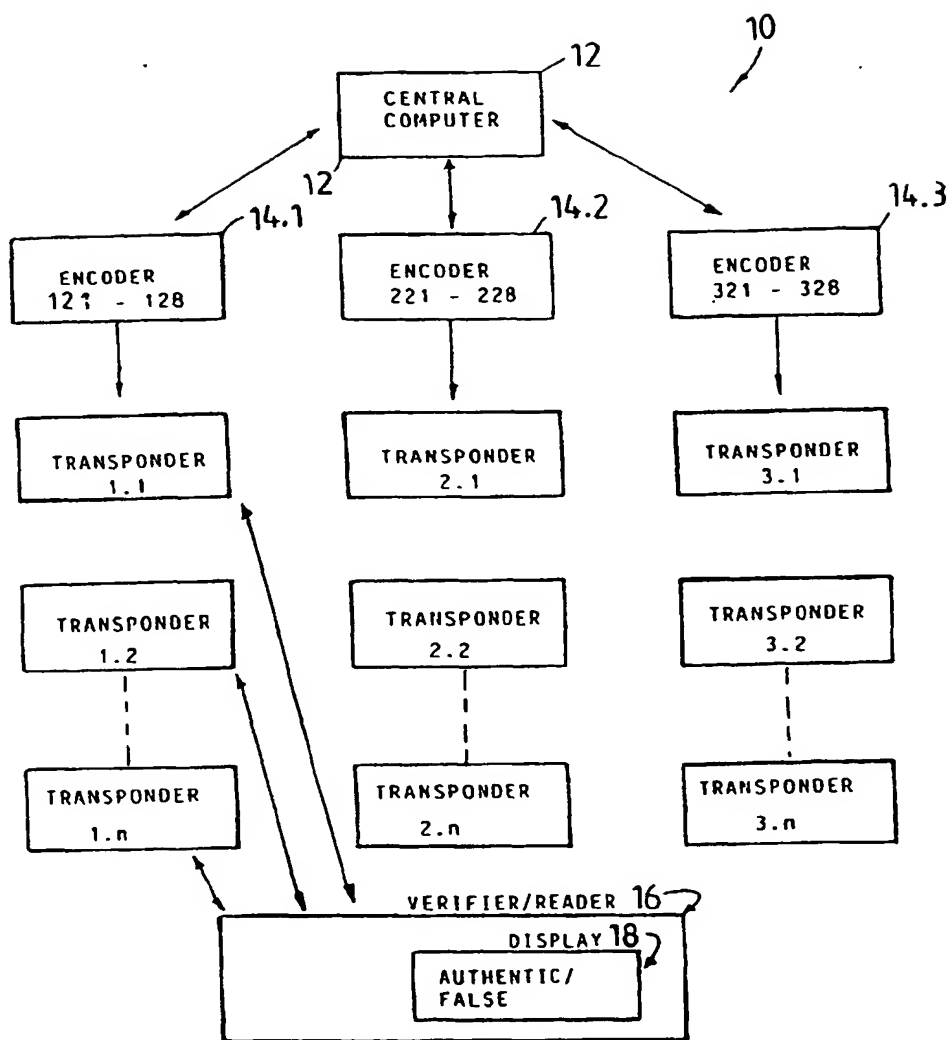 10
12
CENTRAL
COMPUTER
12
14.1
14.2
14.3
ENCODER
121 - 128
ENCODER
221 - 228
ENCODER
321 - 328
TRANSPONDER
1.1
TRANSPONDER
2.1
TRANSPONDER
3.1
TRANSPONDER
1.2
TRANSPONDER
2.2
TRANSPONDER
3.2
TRANSPONDER
1.n
TRANSPONDER
2.n
TRANSPONDER
3.n
VERIFIER/READER 16
DISPLAY 18
AUTHENTIC/
FALSE